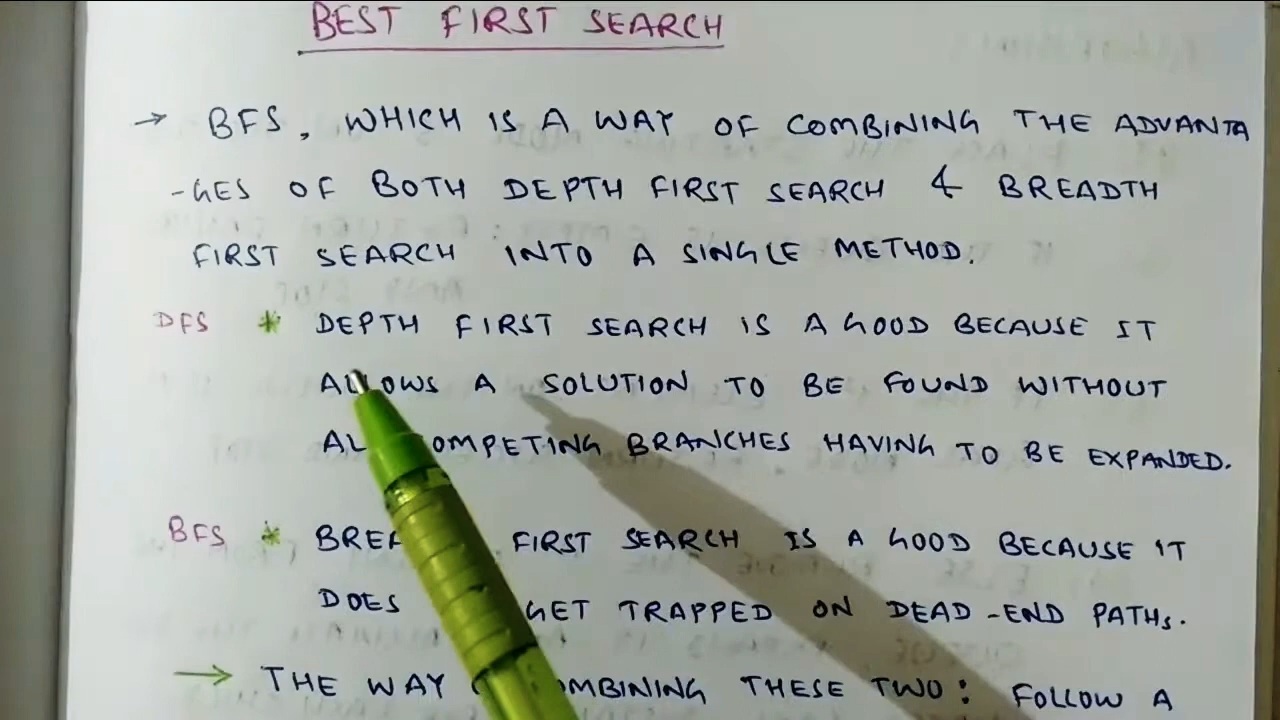 BEST FIRST SEARCH
→ BFS, WHICH IS A WAY OF COMBINING THE ADVANTA
-GES OF BOTH DEPTH FIRST SEARCH & BREADTH
FIRST SEARCH INTO A SINGLE METHOD.
DFS * DEPTH FIRST SEARCH IS A GOOD BECAUSE IT
ALLOWS A SOLUTION TO BE FOUND WITHOUT
COMPETING BRANCHES HAVING TO BE EXPANDED.
BFS * FIRST SEARCH IS A GOOD BECAUSE IT
DOES GET TRAPPED ON DEAD-END PATHS.
→ THE WAY COMBINING THESE TWO: FOLLOW A